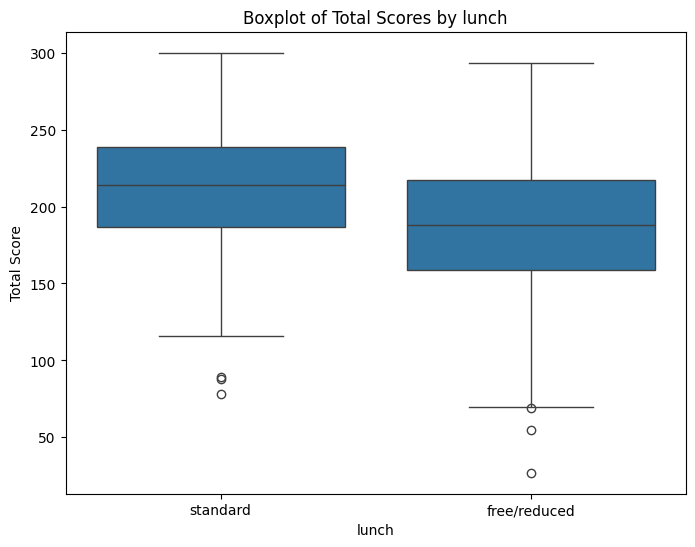 Boxplot of Total Scores by lunch
300
250
200
150
100
50
Total Score
standard
free/reduced
lunch